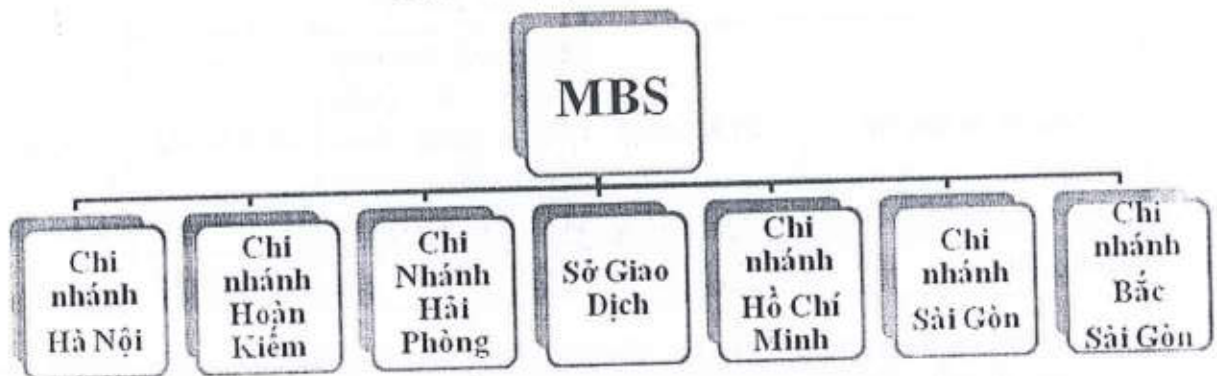 MBS
Chi
nhánh
Hà Nội
Chi
nhánh
Hoàn
Kiếm
Chi
Nhánh
Hải
Phòng
Sở Giao
Dịch
Chi
nhánh
Hồ Chí
Minh
Chi
nhánh
Sài Gòn
Chi
nhánh
Bắc
Sài Gòn